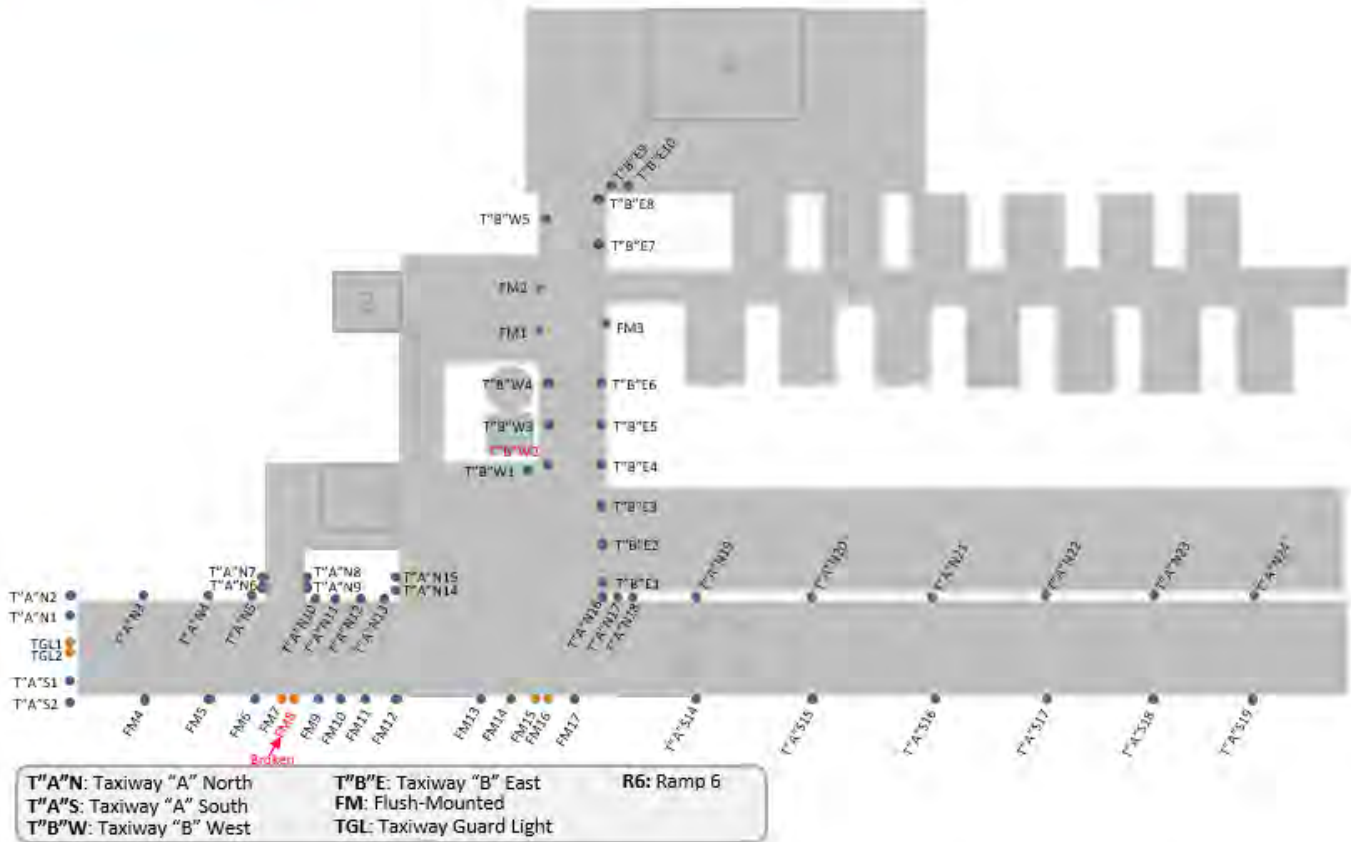 T"B"E9
T"B"E10
T"B"E8
T"B"W5
T"B"E7
FM2
FM1
FM3
T"B"W4
T"B"E6
T"B"W3
T"B"E5
T"B"W2
T"B"W1
T"B"E4
T"B"E3
T"B"E2
T"B"E1
T"A"N7
T"A"N8
T"A"N15
T"A"N6
T"A"N9
T"A"N14
T"A"N2
T"A"N1
T"A"N3
T"A"N4
T"A"N5
T"A"N10
T"A"N11
T"A"N12
T"A"N13
T"A"N16
T"A"N17
T"A"N18
T"A"N19
T"A"N20
T"A"N21
T"A"N22
T"A"N23
T"A"N24
TGL1
TGL2
T"A"S1
T"A"S2
FM4
FM5
FM6
FM7
FM8
FM9
FM10
FM11
FM12
FM13
FM14
FM15
FM16
FM17
T"A"S14
T"A"S15
T"A"S16
T"A"S17
T"A"S18
T"A"S19
Broken
T"A"N: Taxiway "A" North T"B"E: Taxiway "B" East R6: Ramp 6
T"A"S: Taxiway "A" South FM: Flush-Mounted
T"B"W: Taxiway "B" West TGL: Taxiway Guard Light